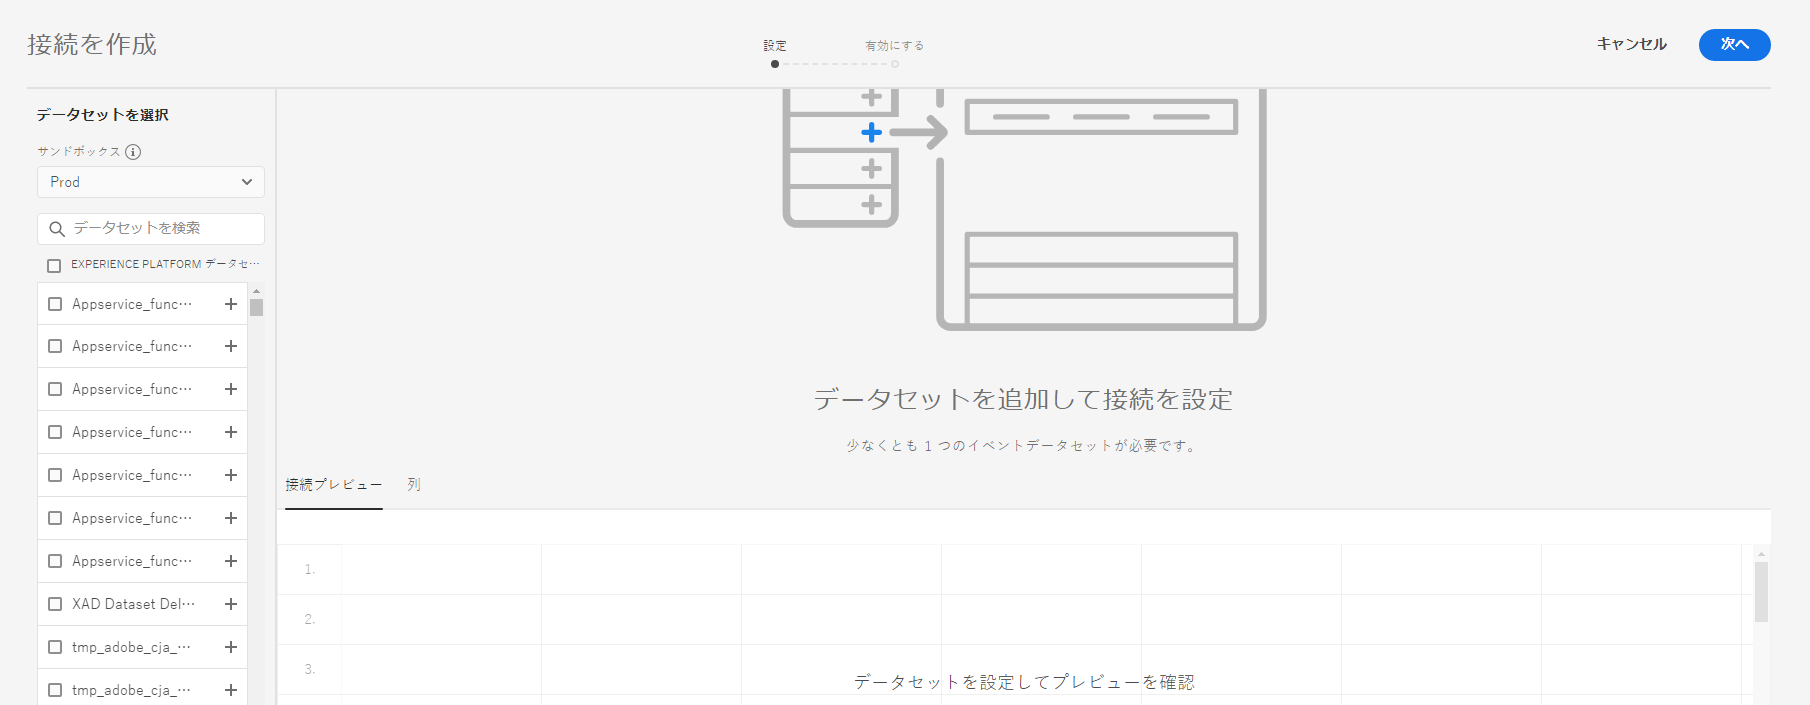 接続を作成
設定
有効にする
キャンセル
次へ
データセットを選択
サンドボックス
Prod
データセットを検索
EXPERIENCE PLATFORM データセ…
Appservice_func…
Appservice_func…
Appservice_func…
Appservice_func…
Appservice_func…
Appservice_func…
Appservice_func…
XAD Dataset Del…
tmp_adobe_cja_…
tmp_adobe_cja_…
データセットを追加して接続を設定
少なくとも 1 つのイベントデータセットが必要です。
接続プレビュー
列
1.
2.
3.
データセットを設定してプレビューを確認